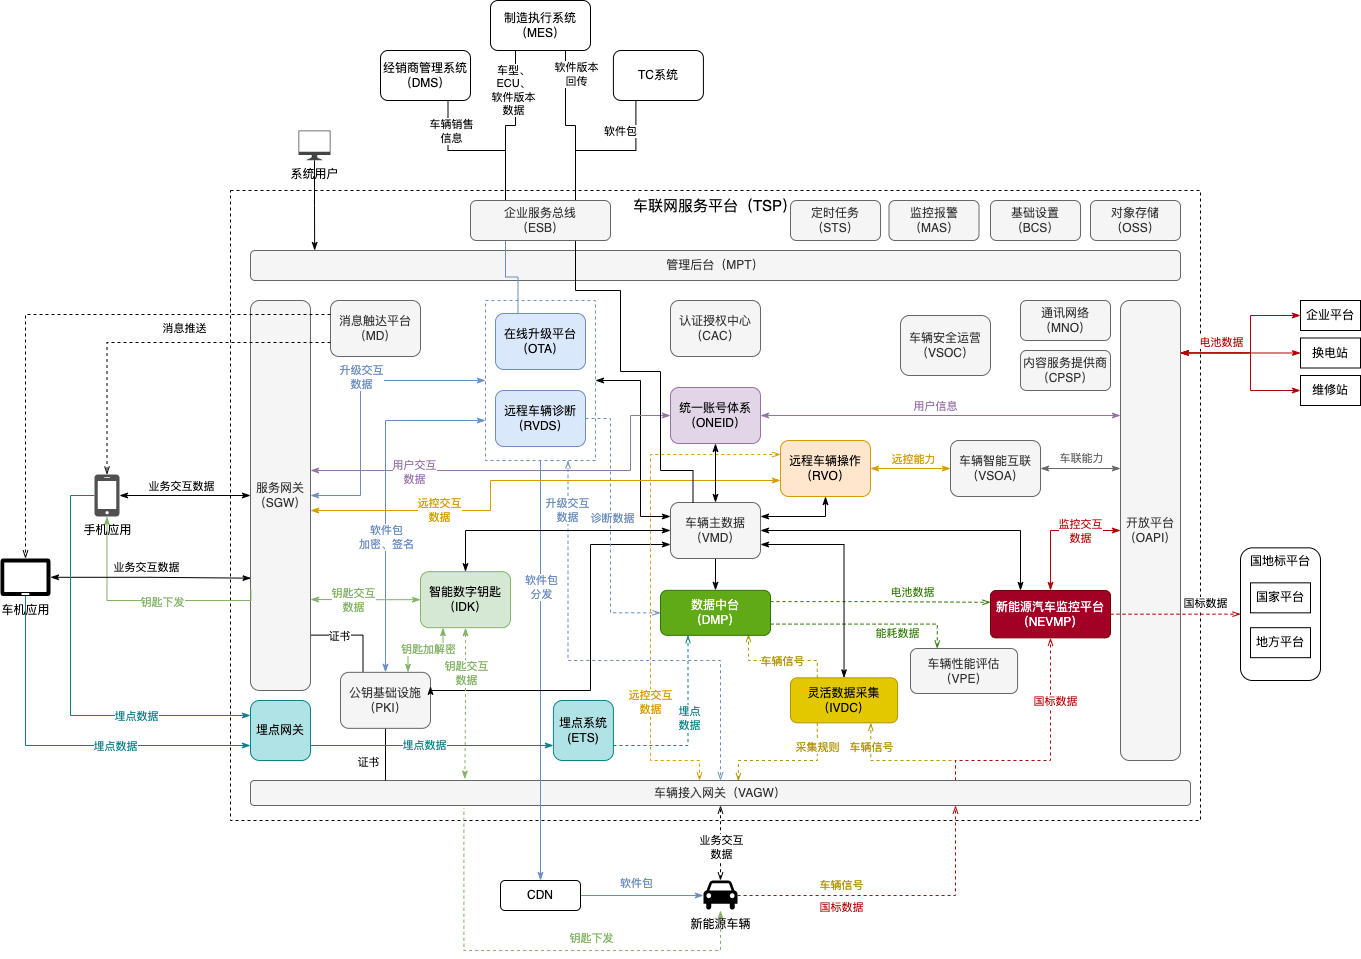 制造执行系统
(MES)
经销商管理系统
(DMS)
TC系统
车型、
ECU、
软件版本
数据
软件版本
回传
车辆销售
信息
软件包
系统用户
车联网服务平台（TSP）
企业服务总线
(ESB)
定时任务
(STS)
监控报警
(MAS)
基础设置
(BCS)
对象存储
(OSS)
管理后台（MPT）
消息推送
消息触达平台
(MD)
在线升级平台
(OTA)
认证授权中心
(CAC)
车辆安全运营
(VSOC)
通讯网络
(MNO)
内容服务提供商
(CPSP)
企业平台
换电站
维修站
电池数据
升级交互
数据
远程车辆诊断
(RVDS)
统一账号体系
(ONEID)
用户信息
用户交互
数据
远程车辆操作
(RVO)
远控能力
车辆智能互联
(VSOA)
车联能力
服务网关
(SGW)
业务交互数据
手机应用
远控交互
数据
升级交互
数据
诊断数据
车辆主数据
(VMD)
监控交互
数据
开放平台
(OAPI)
软件包
加密、签名
国地标平台
国家平台
地方平台
国标数据
业务交互数据
车机应用
钥匙下发
钥匙交互
数据
智能数字钥匙
(IDK)
软件包
分发
数据中台
(DMP)
电池数据
能耗数据
新能源汽车监控平台
(NEVMP)
证书
钥匙加解密
钥匙交互
数据
车辆信号
车辆性能评估
(VPE)
公钥基础设施
(PKI)
远控交互
数据
埋点
数据
灵活数据采集
(IVDC)
国标数据
埋点数据
埋点数据
埋点网关
埋点数据
埋点系统
(ETS)
采集规则
车辆信号
证书
车辆接入网关（VAGW）
业务交互
数据
CDN
软件包
新能源车辆
车辆信号
国标数据
钥匙下发